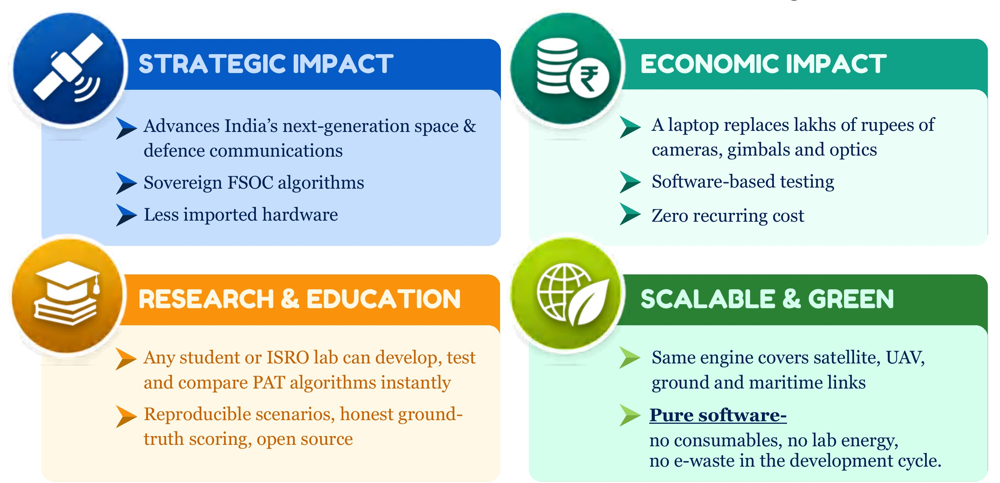 STRATEGIC IMPACT
Advances India’s next-generation space &
defence communications
Sovereign FSOC algorithms
Less imported hardware
ECONOMIC IMPACT
₹
A laptop replaces lakhs of rupees of
cameras, gimbals and optics
Software-based testing
Zero recurring cost
RESEARCH & EDUCATION
Any student or ISRO lab can develop, test
and compare PAT algorithms instantly
Reproducible scenarios, honest ground-
truth scoring, open source
SCALABLE & GREEN
Same engine covers satellite, UAV,
ground and maritime links
Pure software-
no consumables, no lab energy,
no e-waste in the development cycle.